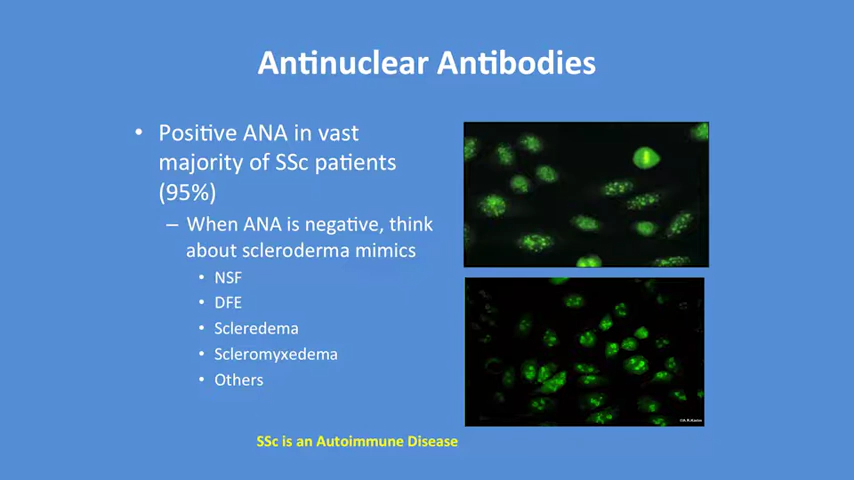 Antinuclear Antibodies
• Positive ANA in vast
majority of SSc patients
(95%)
– When ANA is negative, think
about scleroderma mimics
• NSF
• DFE
• Scleredema
• Scleromyxedema
• Others
SSc is an Autoimmune Disease